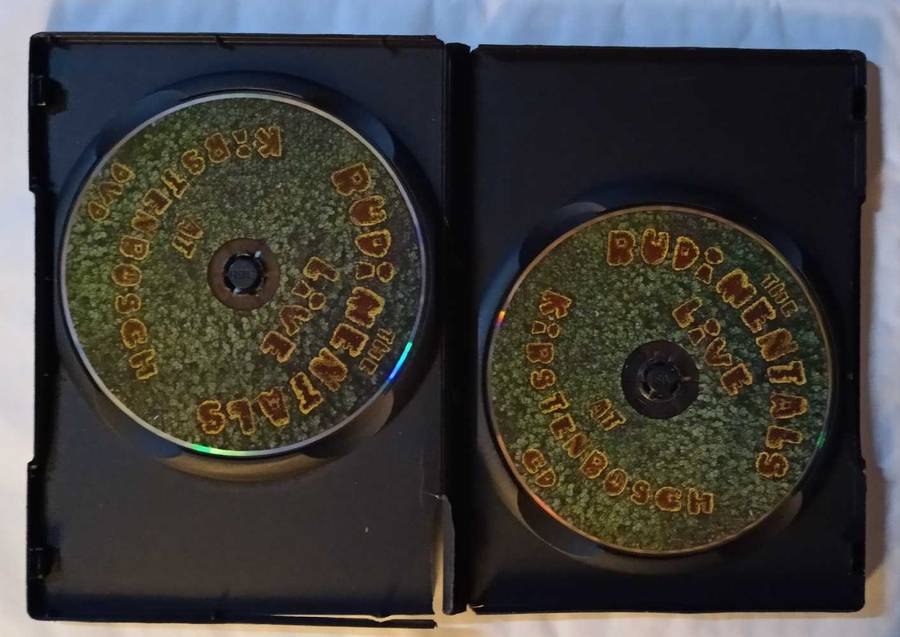 THE
RUDiMENTALS
LiVE
AT
KiRSTENBOSCH
DVD
THE
RUDiMENTALS
LiVE
AT
KiRSTENBOSCH
CD